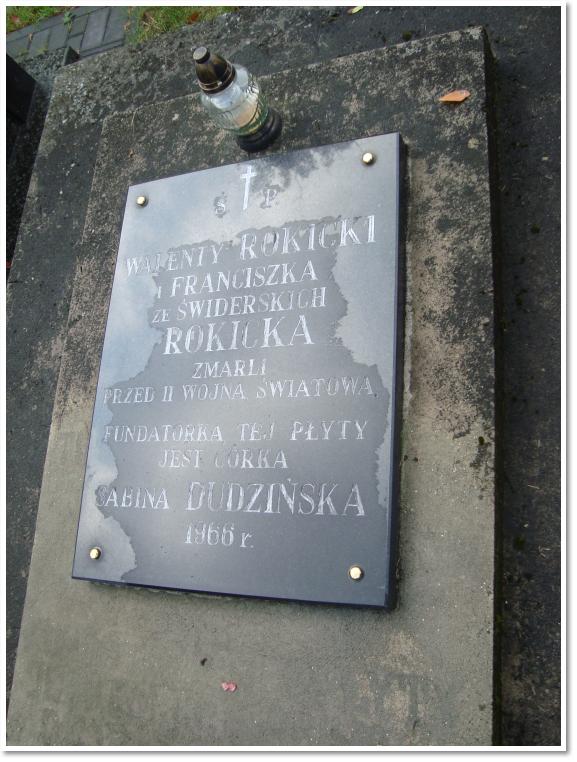 Ś P
WALENTY ROKICKI
I FRANCISZKA
ZE ŚWIDERSKICH
ROKICKA
ZMARLI
PRZED II WOJNĄ ŚWIATOWĄ
FUNDATORKĄ TEJ PŁYTY
JEST CÓRKA
SABINA DUDZIŃSKA
1966 r.